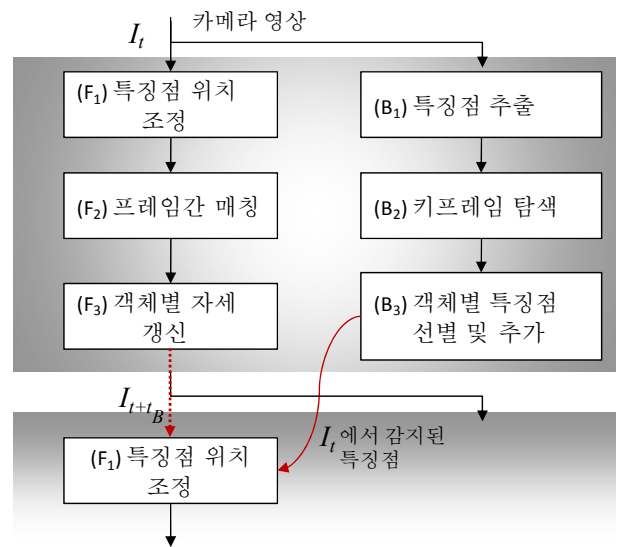 카메라 영상
I_t
(F₁) 특징점 위치
조정
(F₂) 프레임간 매칭
(F₃) 객체별 자세
갱신
(B₁) 특징점 추출
(B₂) 키프레임 탐색
(B₃) 객체별 특징점
선별 및 추가
I_{t+t_B}
(F₁) 특징점 위치
조정
I_t에서 감지된
특징점